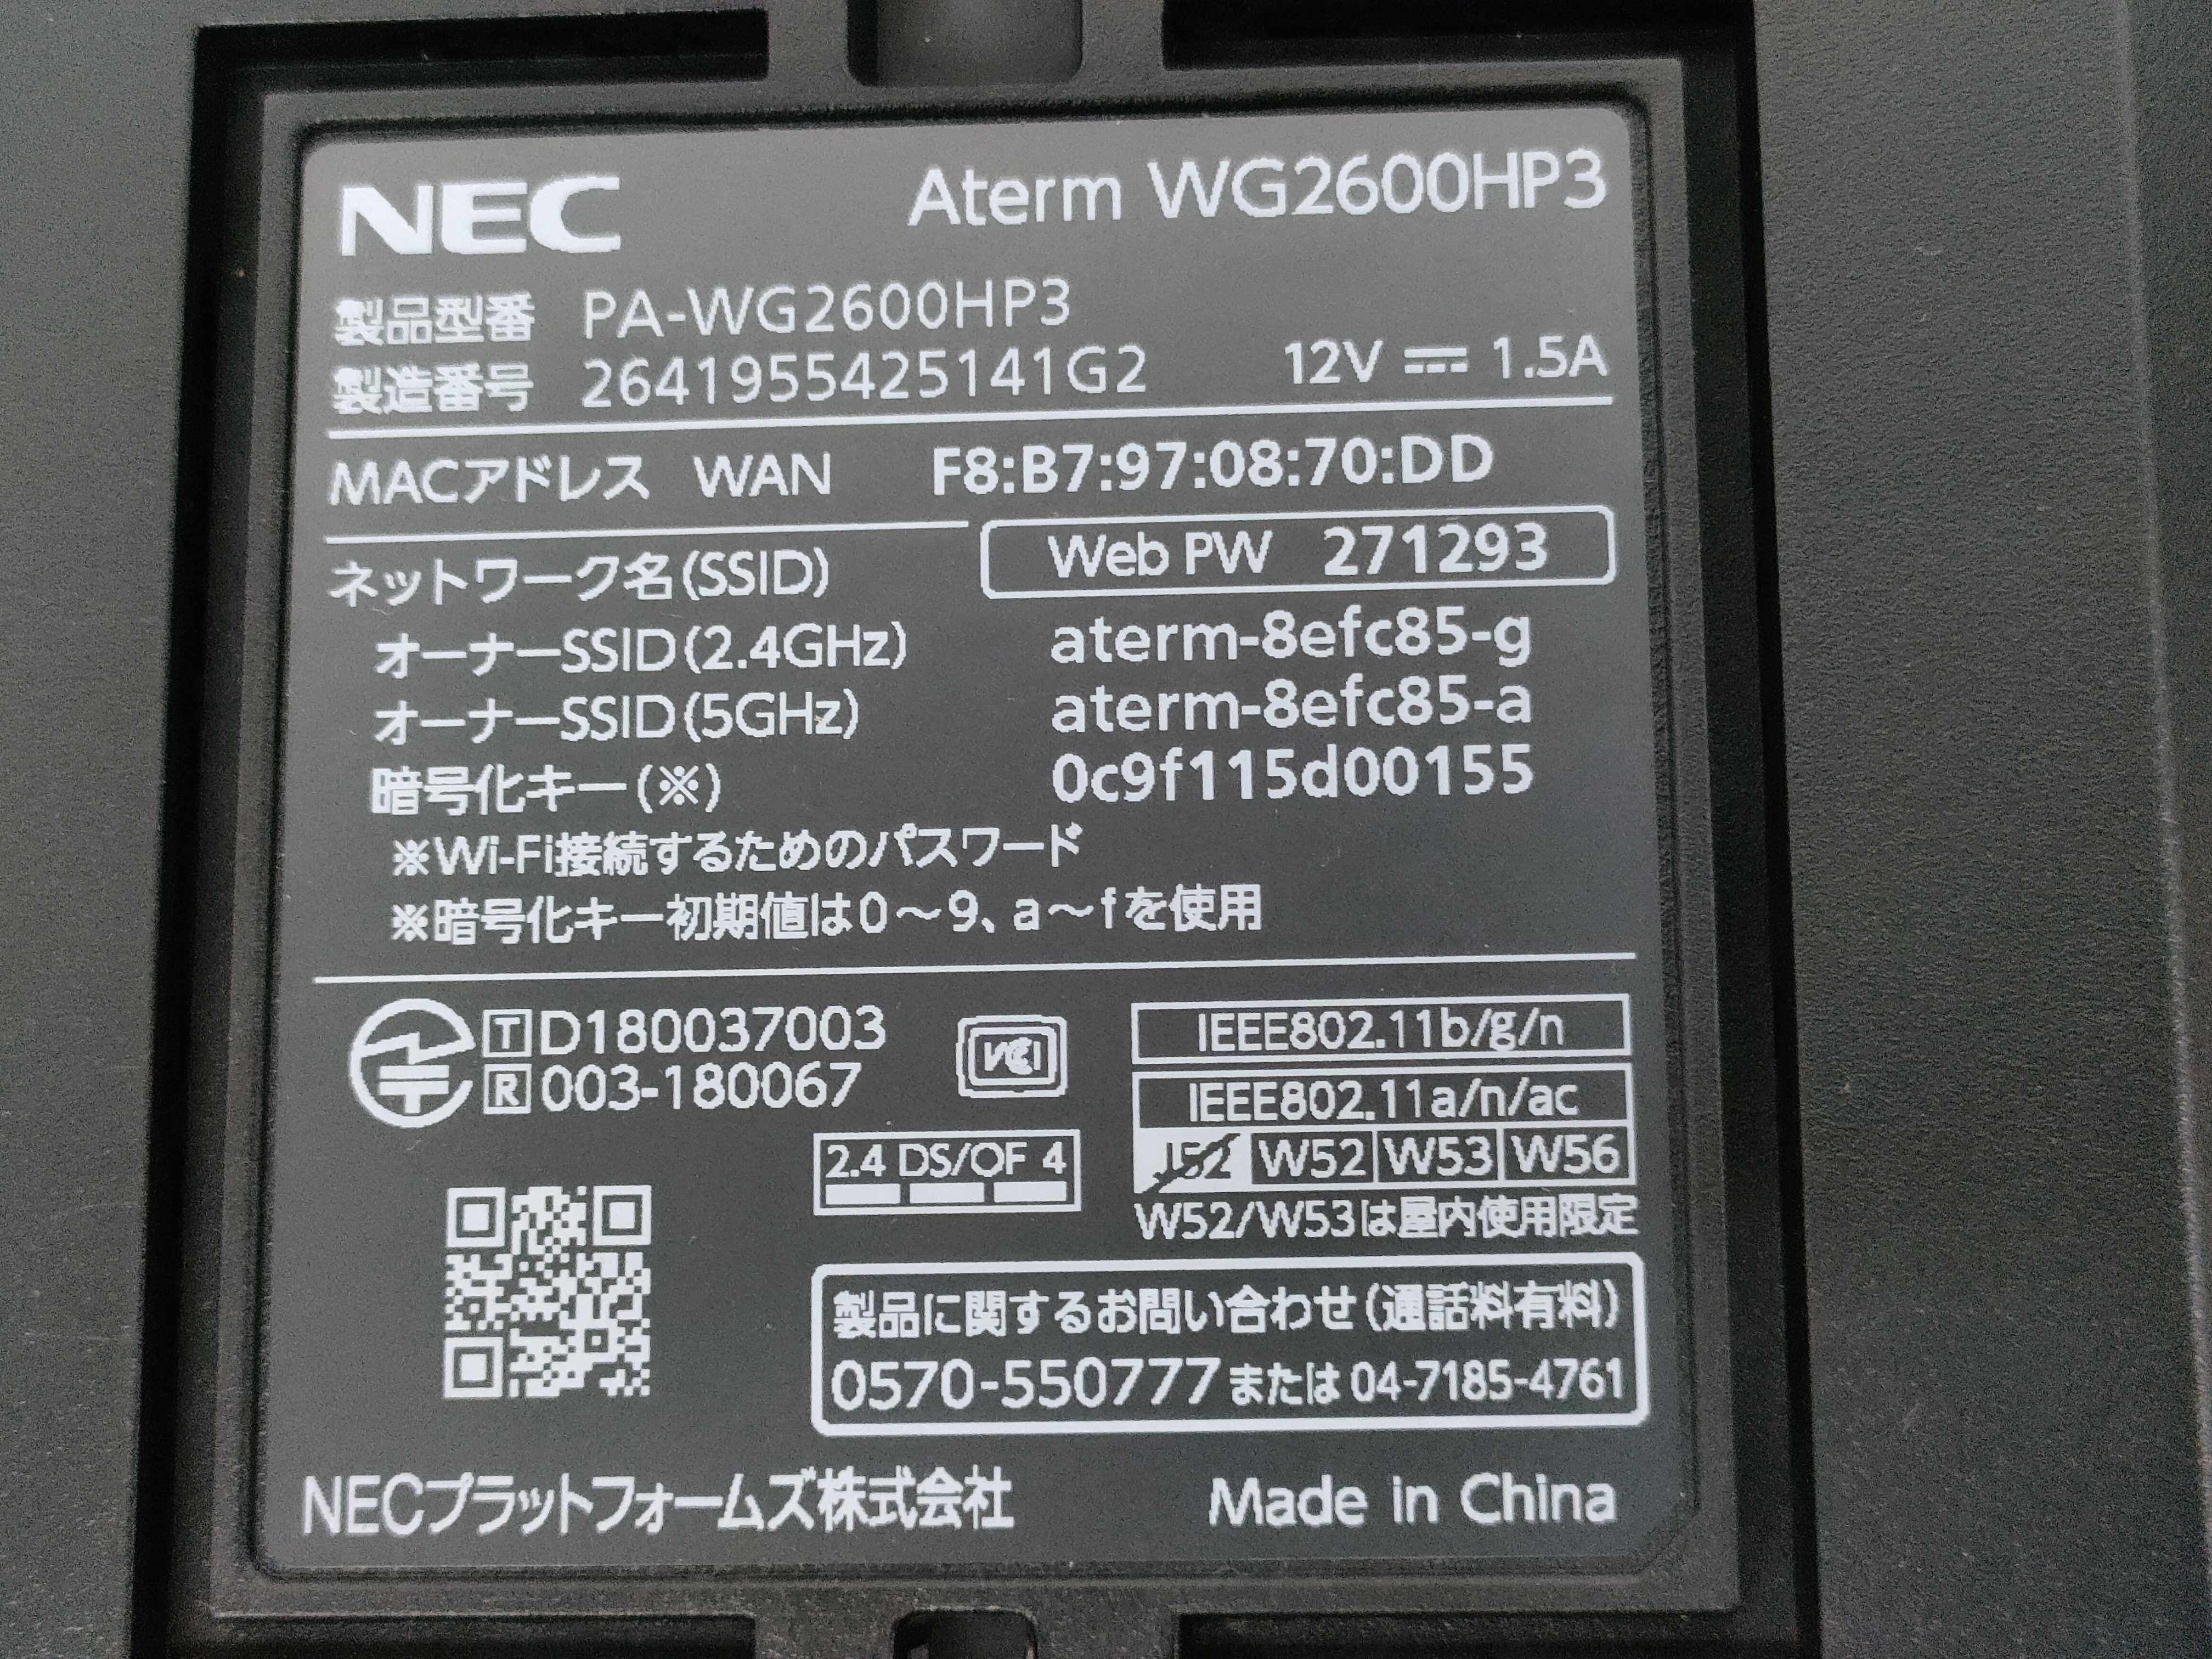 NEC Aterm WG2600HP3
製品型番 PA-WG2600HP3
製造番号 2641955425141G2 12V 1.5A
MACアドレス WAN F8:B7:97:08:70:DD
ネットワーク名(SSID) Web PW 271293
オーナーSSID(2.4GHz) aterm-8efc85-g
オーナーSSID(5GHz) aterm-8efc85-a
暗号化キー(※) 0c9f115d00155
※Wi-Fi接続するためのパスワード
※暗号化キー初期値は0～9、a～fを使用
T D180037003
R 003-180067
VCCI
IEEE802.11b/g/n
IEEE802.11a/n/ac
J52 W52 W53 W56
W52/W53は屋内使用限定
2.4 DS/OF 4
製品に関するお問い合わせ(通話料有料)
0570-550777または04-7185-4761
NECプラットフォームズ株式会社 Made in China